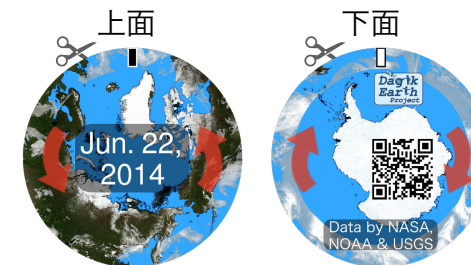 上面
下面
Jun. 22,
2014
Dagik
Earth
Project
Data by NASA,
NOAA & USGS